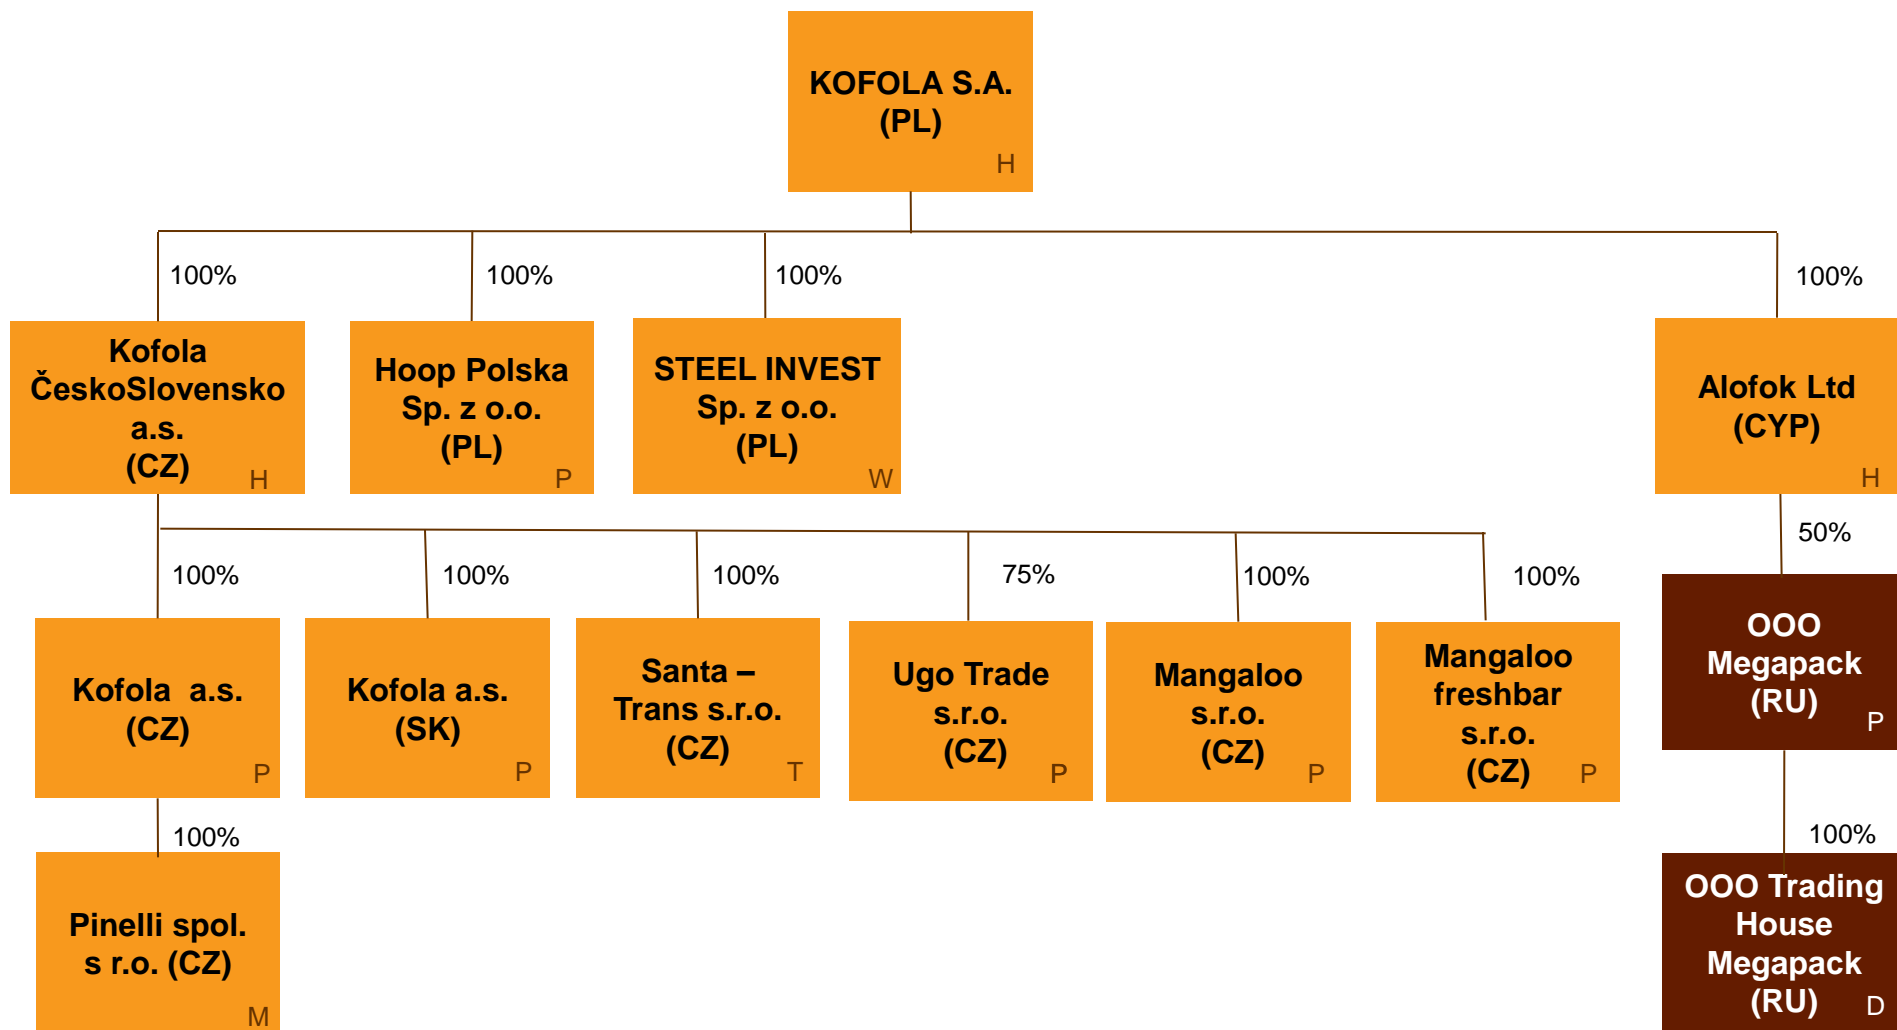 KOFOLA S.A.
(PL)
H
100%
100%
100%
100%
Kofola
ČeskoSlovensko
a.s.
(CZ)
H
Hoop Polska
Sp. z o.o.
(PL)
P
STEEL INVEST
Sp. z o.o.
(PL)
W
Alofok Ltd
(CYP)
H
100%
100%
100%
75%
100%
100%
50%
Kofola a.s.
(CZ)
P
Kofola a.s.
(SK)
P
Santa –
Trans s.r.o.
(CZ)
T
Ugo Trade
s.r.o.
(CZ)
P
Mangaloo
s.r.o.
(CZ)
P
Mangaloo
freshbar
s.r.o.
(CZ)
P
OOO
Megapack
(RU)
P
100%
100%
Pinelli spol.
s r.o. (CZ)
M
OOO Trading
House
Megapack
(RU)
D